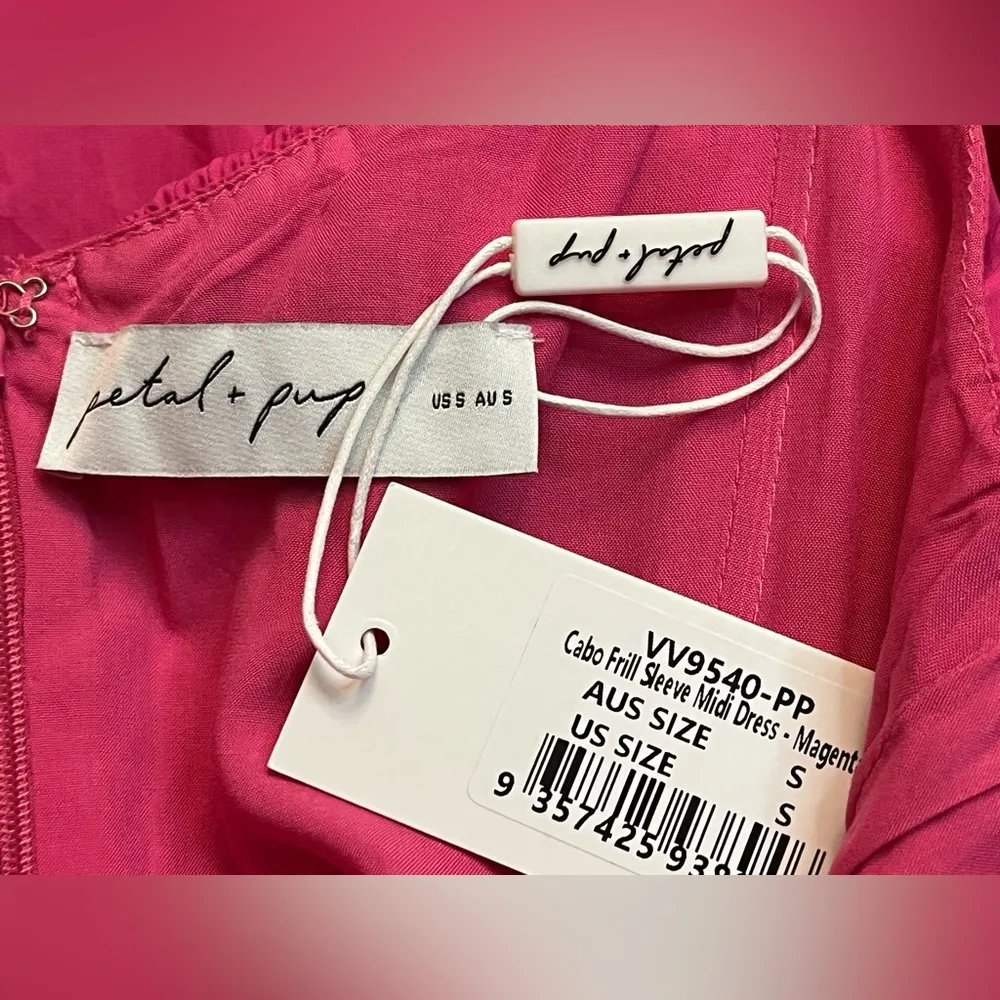 petal + pup
petal + pup US S AU S
VV9540-PP
Cabo Frill Sleeve Midi Dress - Magent
AUS SIZE S
US SIZE S
9 357425 93